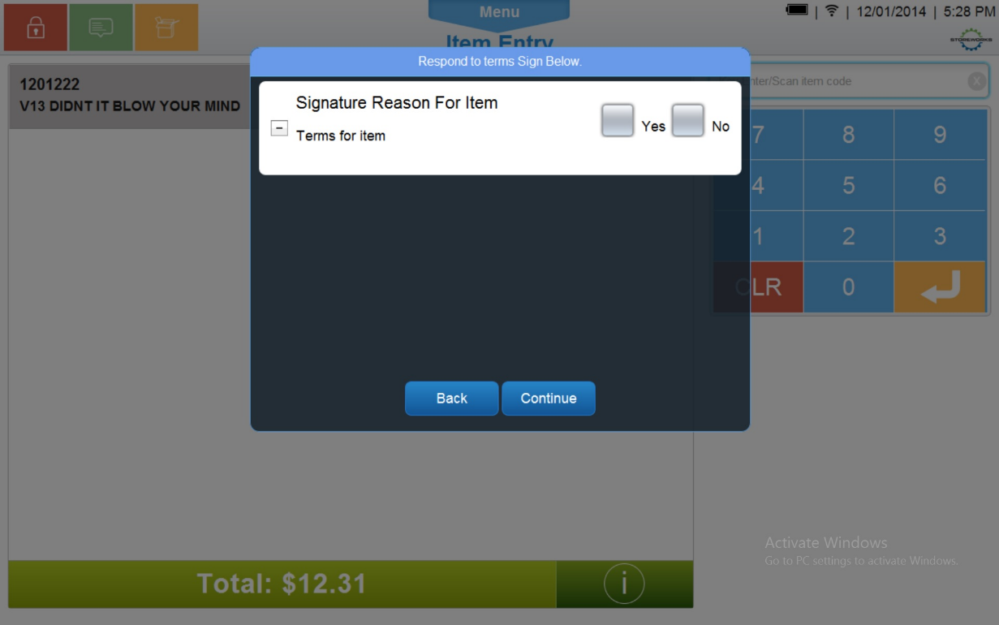 Menu
| | 12/01/2014 | 5:28 PM
Item Entry
STOREWORKS
Respond to terms Sign Below.
1201222
V13 DIDNT IT BLOW YOUR MIND
Signature Reason For Item
Terms for item
Yes No
nter/Scan item code
X
7 8 9
4 5 6
1 2 3
CLR 0
Back Continue
Activate Windows
Go to PC settings to activate Windows.
Total: $12.31
i